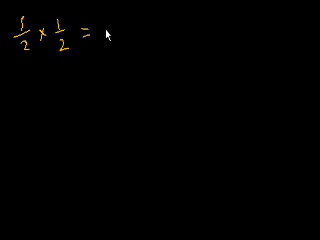 1/2 × 1/2 =